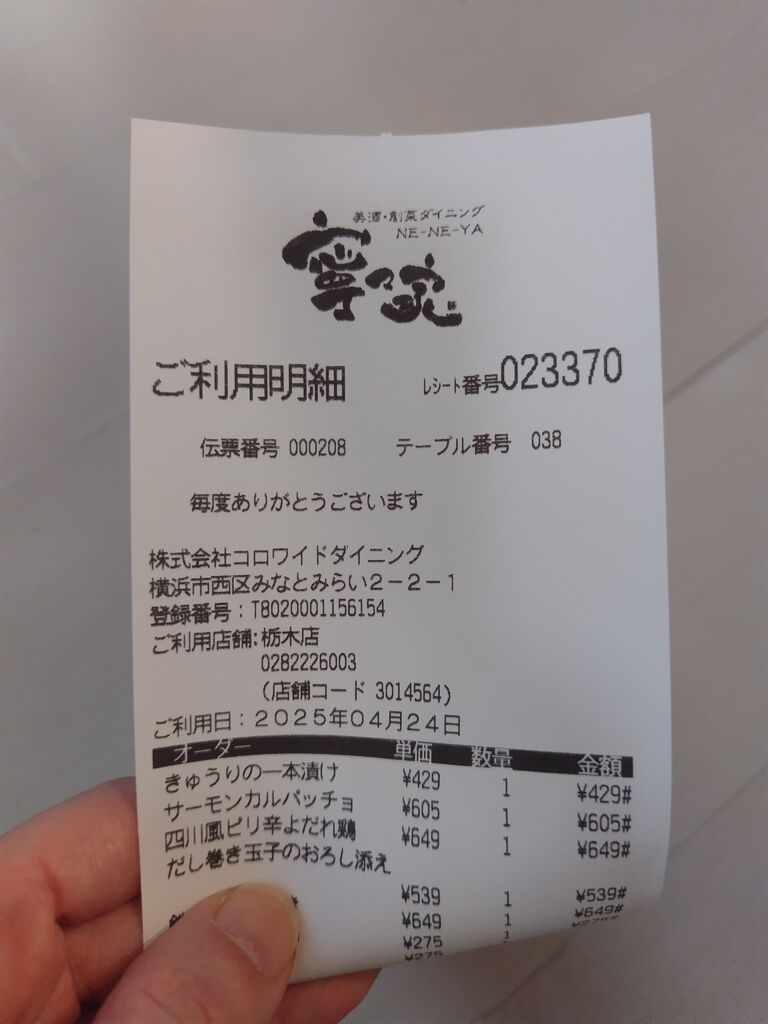 美酒・創菜ダイニング
NE-NE-YA
寧々家
ご利用明細 レシート番号023370
伝票番号 000208 テーブル番号 038
毎度ありがとうございます
株式会社コロワイドダイニング
横浜市西区みなとみらい2-2-1
登録番号:T8020001156154
ご利用店舗:栃木店
0282226003
(店舗コード 3014564)
ご利用日:2025年04月24日
オーダー 単価 数量 金額
きゅうりの一本漬け ¥429 1 ¥429#
サーモンカルパッチョ ¥605 1 ¥605#
四川風ピリ辛よだれ鶏 ¥649 1 ¥649#
だし巻き玉子のおろし添え
¥539 1 ¥539#
¥649 1 ¥649#
¥275 1 ¥275#
¥275